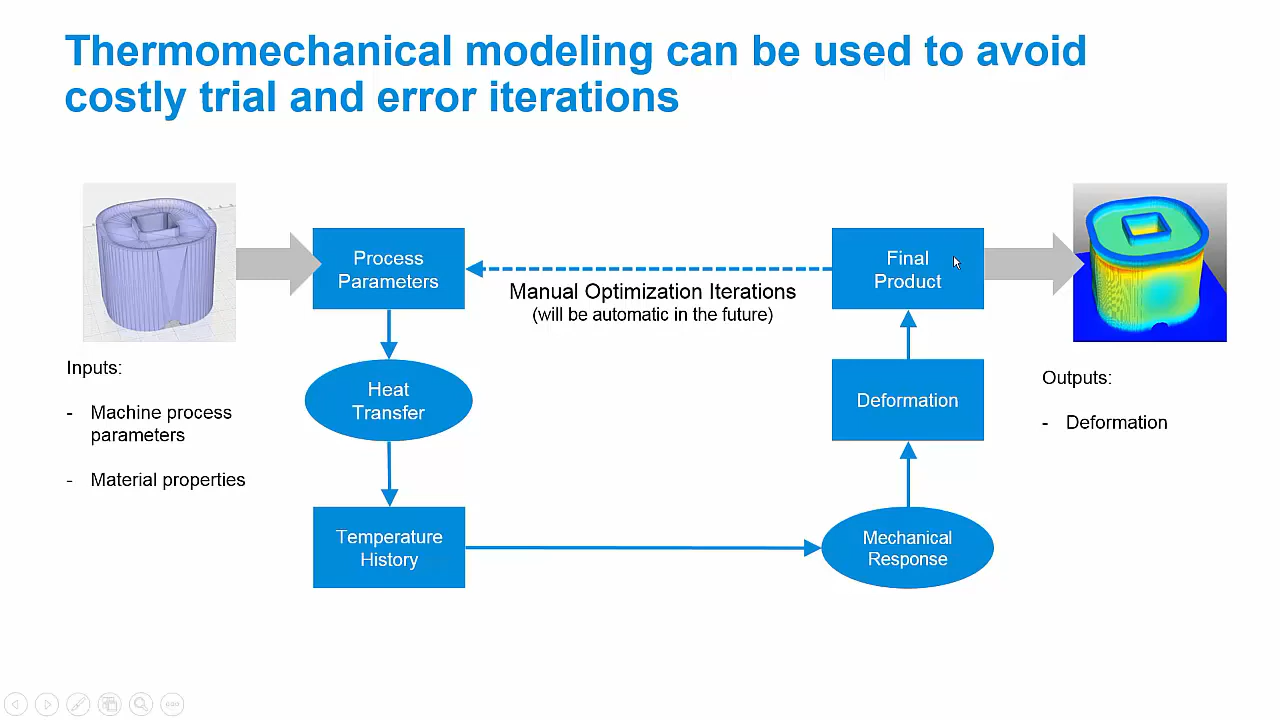 Thermomechanical modeling can be used to avoid
costly trial and error iterations
Inputs:
- Machine process
parameters
- Material properties
Process
Parameters
Heat
Transfer
Temperature
History
Manual Optimization Iterations
(will be automatic in the future)
Final
Product
Deformation
Mechanical
Response
Outputs:
- Deformation